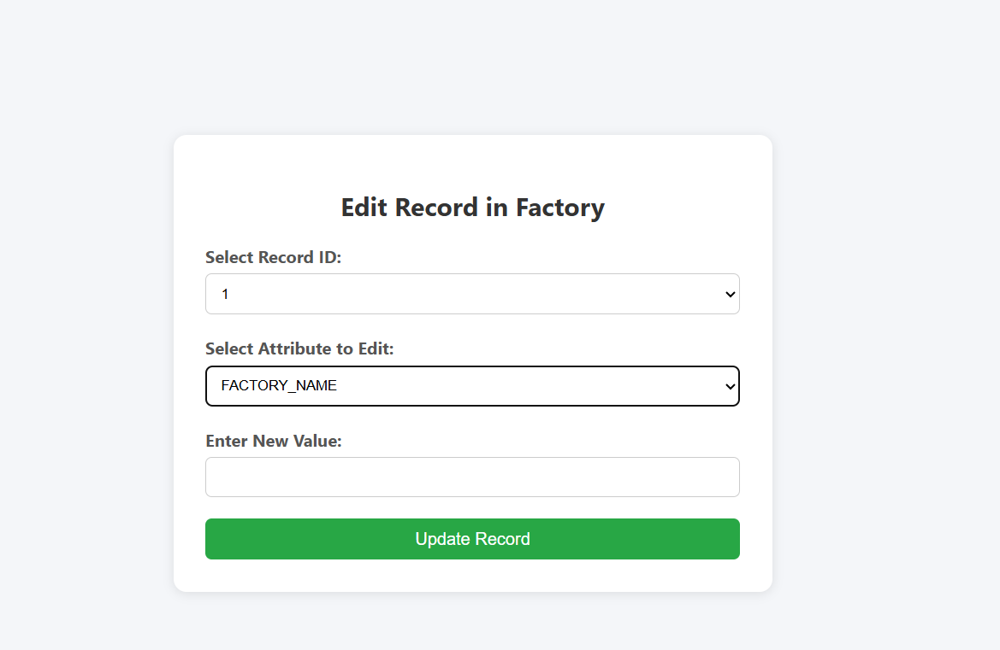 Edit Record in Factory
Select Record ID:
1
Select Attribute to Edit:
FACTORY_NAME
Enter New Value:
Update Record